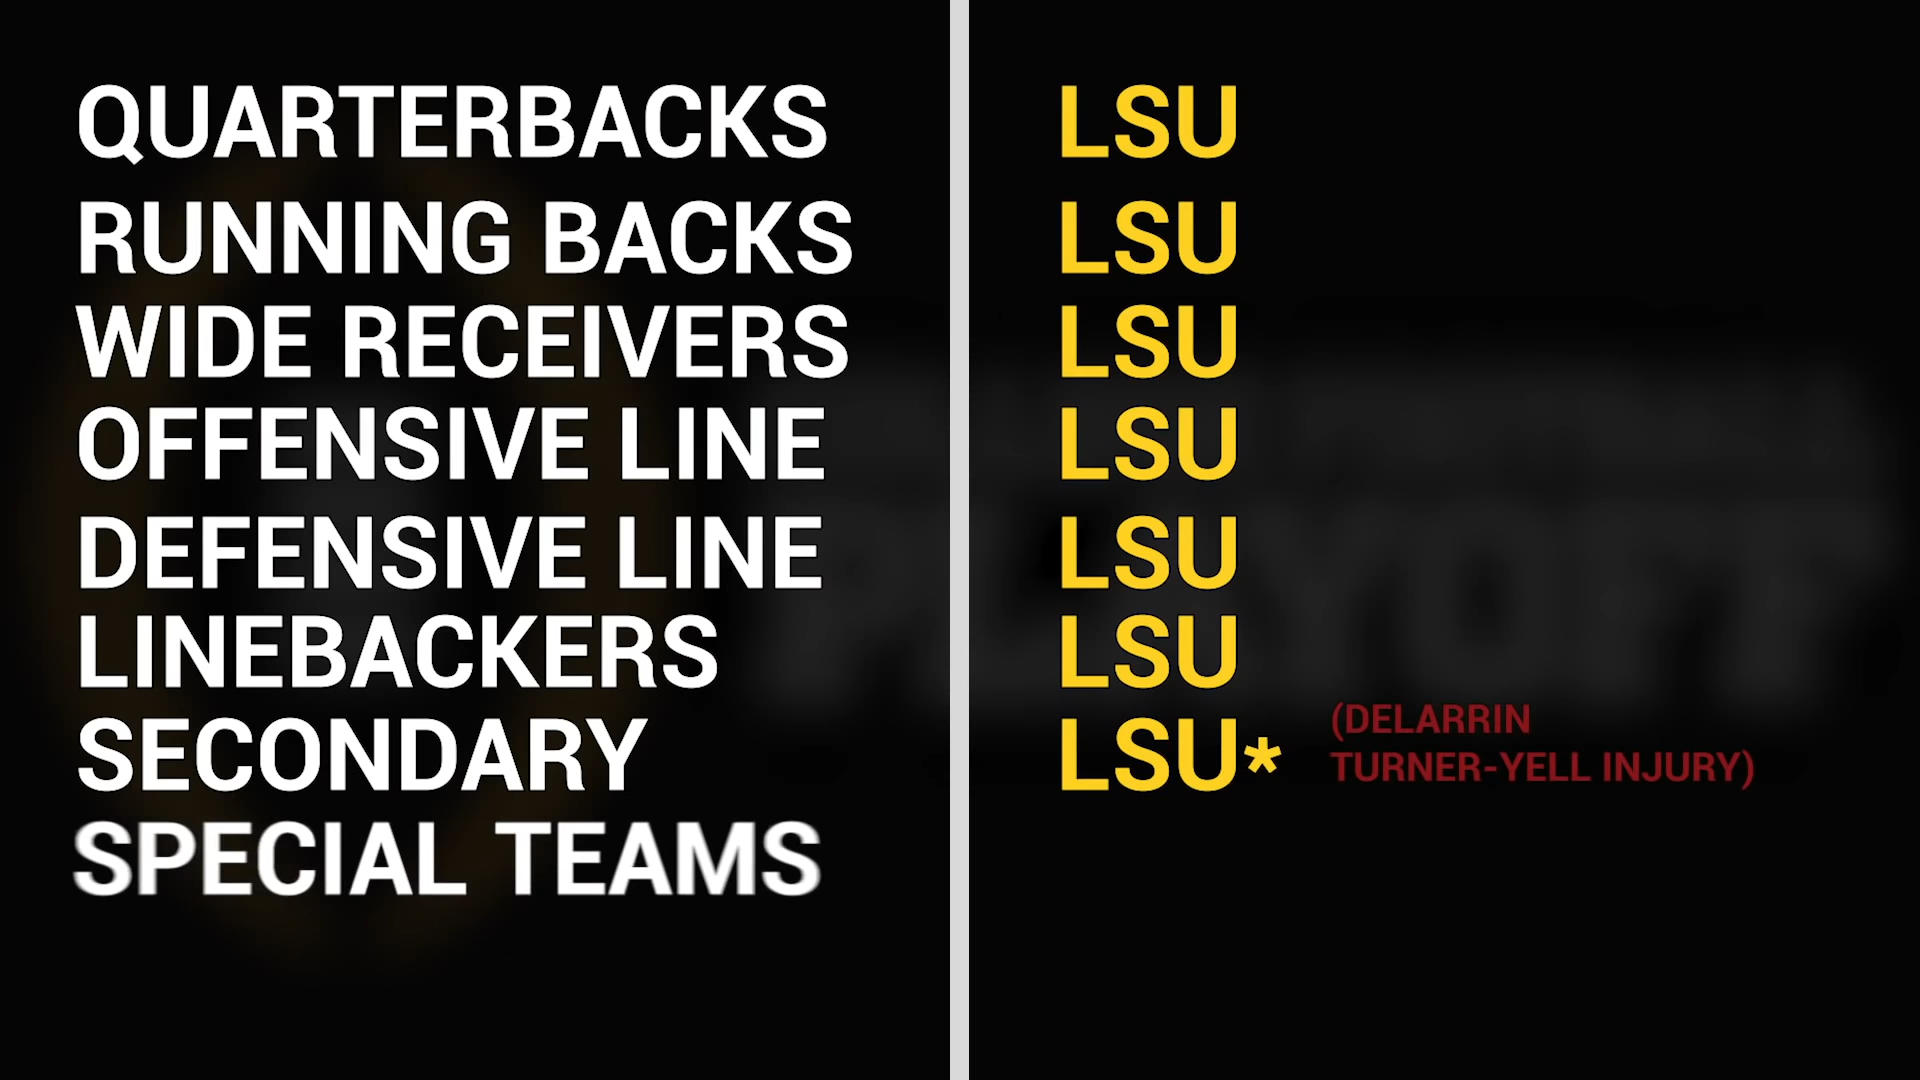 QUARTERBACKS LSU
RUNNING BACKS LSU
WIDE RECEIVERS LSU
OFFENSIVE LINE LSU
DEFENSIVE LINE LSU
LINEBACKERS LSU
SECONDARY LSU* (DELARRIN
TURNER-YELL INJURY)
SPECIAL TEAMS